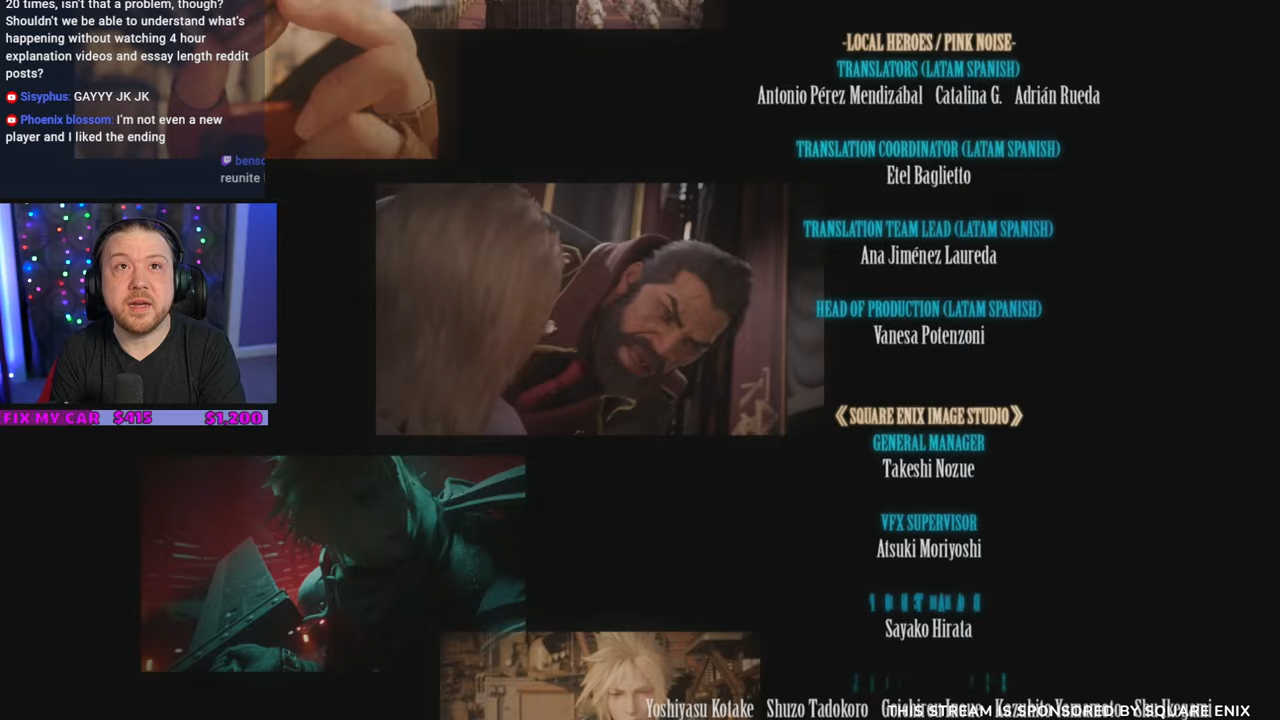 20 times, isn't that a problem, though?
Shouldn't we be able to understand what's
happening without watching 4 hour
explanation videos and essay length reddit
posts?
Sisyphus: GAYYY JK JK
Phoenix blossom: I'm not even a new
player and I liked the ending
reunite
FIX MY CAR $415 $1,200
-LOCAL HEROES / PINK NOISE-
TRANSLATORS (LATAM SPANISH)
Antonio Pérez Mendizábal Catalina G. Adrián Rueda
TRANSLATION COORDINATOR (LATAM SPANISH)
Etel Baglietto
TRANSLATION TEAM LEAD (LATAM SPANISH)
Ana Jiménez Laureda
HEAD OF PRODUCTION (LATAM SPANISH)
Vanesa Potenzoni
《SQUARE ENIX IMAGE STUDIO》
GENERAL MANAGER
Takeshi Nozue
VFX SUPERVISOR
Atsuki Moriyoshi
Sayako Hirata
Yoshiyasu Kotake Shuzo Tadokoro
THIS STREAM IS SPONSORED BY SQUARE ENIX